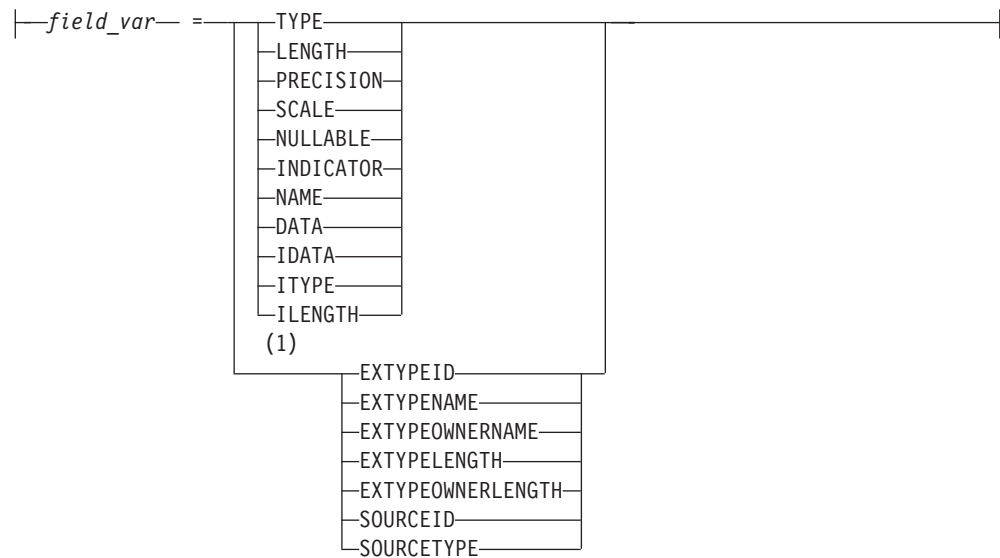 field_var = TYPE
LENGTH
PRECISION
SCALE
NULLABLE
INDICATOR
NAME
DATA
IDATA
ITYPE
ILENGTH
(1)
EXTYPEID
EXTYPENAME
EXTYPEOWNERNAME
EXTYPELENGTH
EXTYPEOWNERLENGTH
SOURCEID
SOURCETYPE